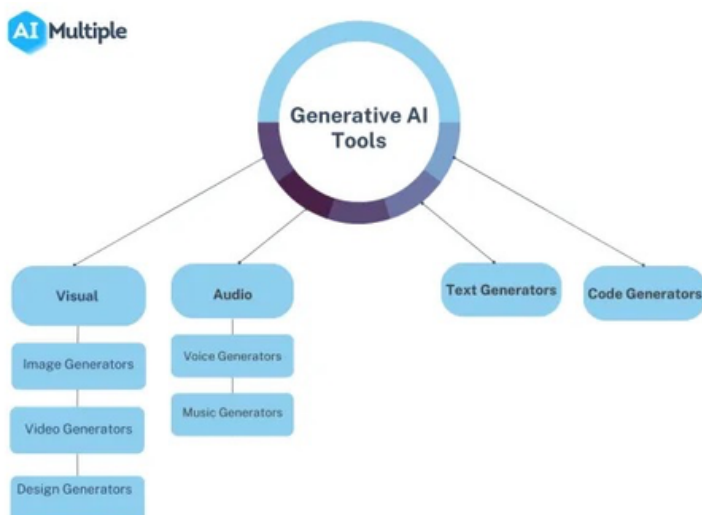 AI Multiple
Generative AI
Tools
Visual
Audio
Text Generators
Code Generators
Image Generators
Voice Generators
Video Generators
Music Generators
Design Generators